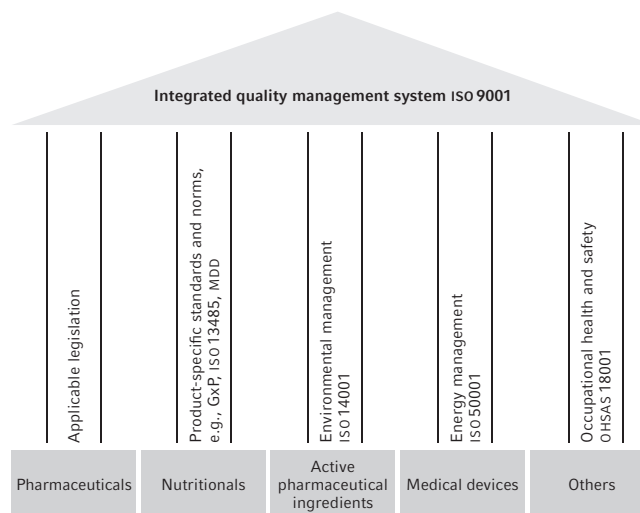 Integrated quality management system ISO 9001
Applicable legislation
Product-specific standards and norms,
e.g., GxP, ISO 13485, MDD
Environmental management
ISO 14001
Energy management
ISO 50001
Occupational health and safety
OHSAS 18001
Pharmaceuticals
Nutritionals
Active
pharmaceutical
ingredients
Medical devices
Others